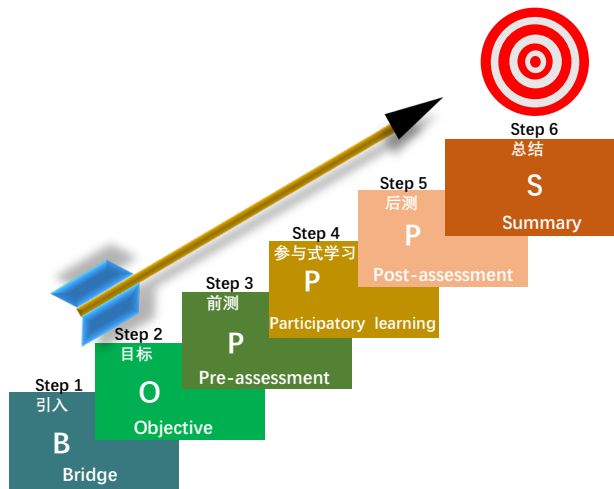 Step 1
引入
B
Bridge
Step 2
目标
O
Objective
Step 3
前测
P
Pre-assessment
Step 4
参与式学习
P
Participatory learning
Step 5
后测
P
Post-assessment
Step 6
总结
S
Summary